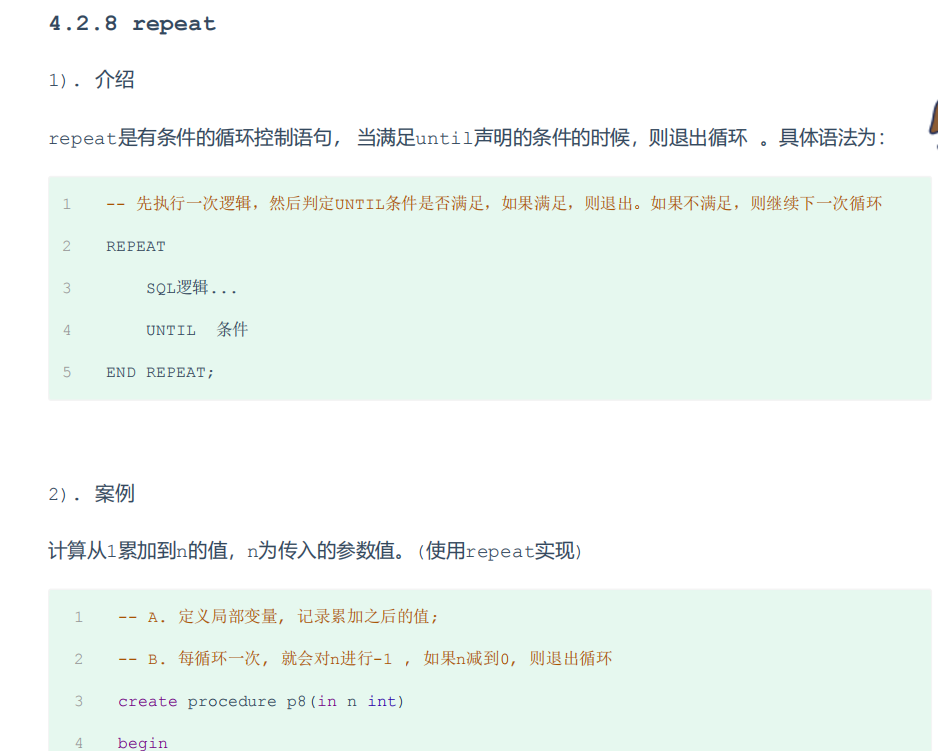 4.2.8 repeat
1). 介绍
repeat是有条件的循环控制语句, 当满足until声明的条件的时候，则退出循环 。具体语法为：
1 -- 先执行一次逻辑，然后判定UNTIL条件是否满足，如果满足，则退出。如果不满足，则继续下一次循环
2 REPEAT
3 SQL逻辑...
4 UNTIL 条件
5 END REPEAT;
2). 案例
计算从1累加到n的值，n为传入的参数值。(使用repeat实现)
1 -- A. 定义局部变量, 记录累加之后的值;
2 -- B. 每循环一次, 就会对n进行-1 , 如果n减到0, 则退出循环
3 create procedure p8(in n int)
4 begin